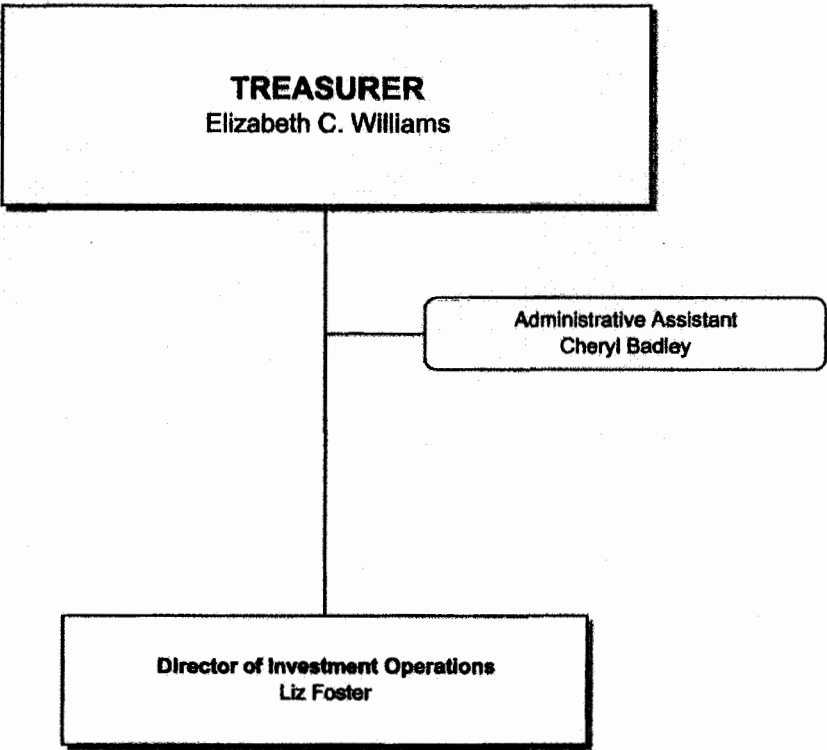 TREASURER
Elizabeth C. Williams
Administrative Assistant
Cheryl Badley
Director of Investment Operations
Liz Foster